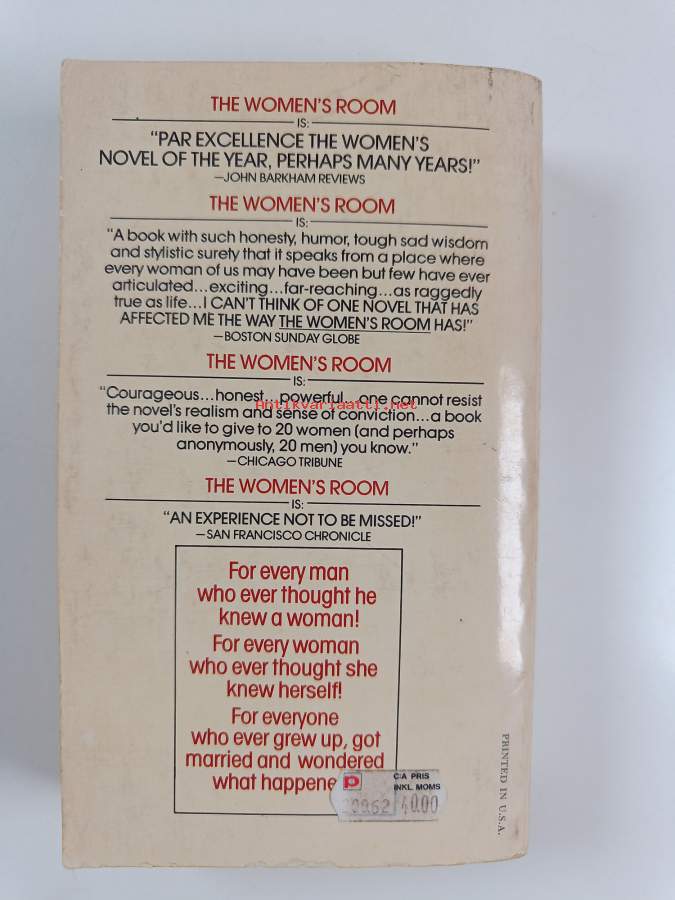 THE WOMEN'S ROOM
IS:
"PAR EXCELLENCE THE WOMEN'S
NOVEL OF THE YEAR, PERHAPS MANY YEARS!"
—JOHN BARKHAM REVIEWS
THE WOMEN'S ROOM
IS:
"A book with such honesty, humor, tough sad wisdom
and stylistic surety that it speaks from a place where
every woman of us may have been but few have ever
articulated...exciting...far-reaching...as raggedly
true as life...I CAN'T THINK OF ONE NOVEL THAT HAS
AFFECTED ME THE WAY THE WOMEN'S ROOM HAS!"
—BOSTON SUNDAY GLOBE
THE WOMEN'S ROOM
IS:
"Courageous...honest...powerful...one cannot resist
Antikvariaatti.net
the novel's realism and sense of conviction...a book
you'd like to give to 20 women (and perhaps
anonymously, 20 men) you know."
—CHICAGO TRIBUNE
THE WOMEN'S ROOM
IS:
"AN EXPERIENCE NOT TO BE MISSED!"
—SAN FRANCISCO CHRONICLE
For every man
who ever thought he
knew a woman!
For every woman
who ever thought she
knew herself!
For everyone
who ever grew up, got
married and wondered
what happene
P CA PRIS
INKL. MOMS
40.00
PRINTED IN U.S.A.